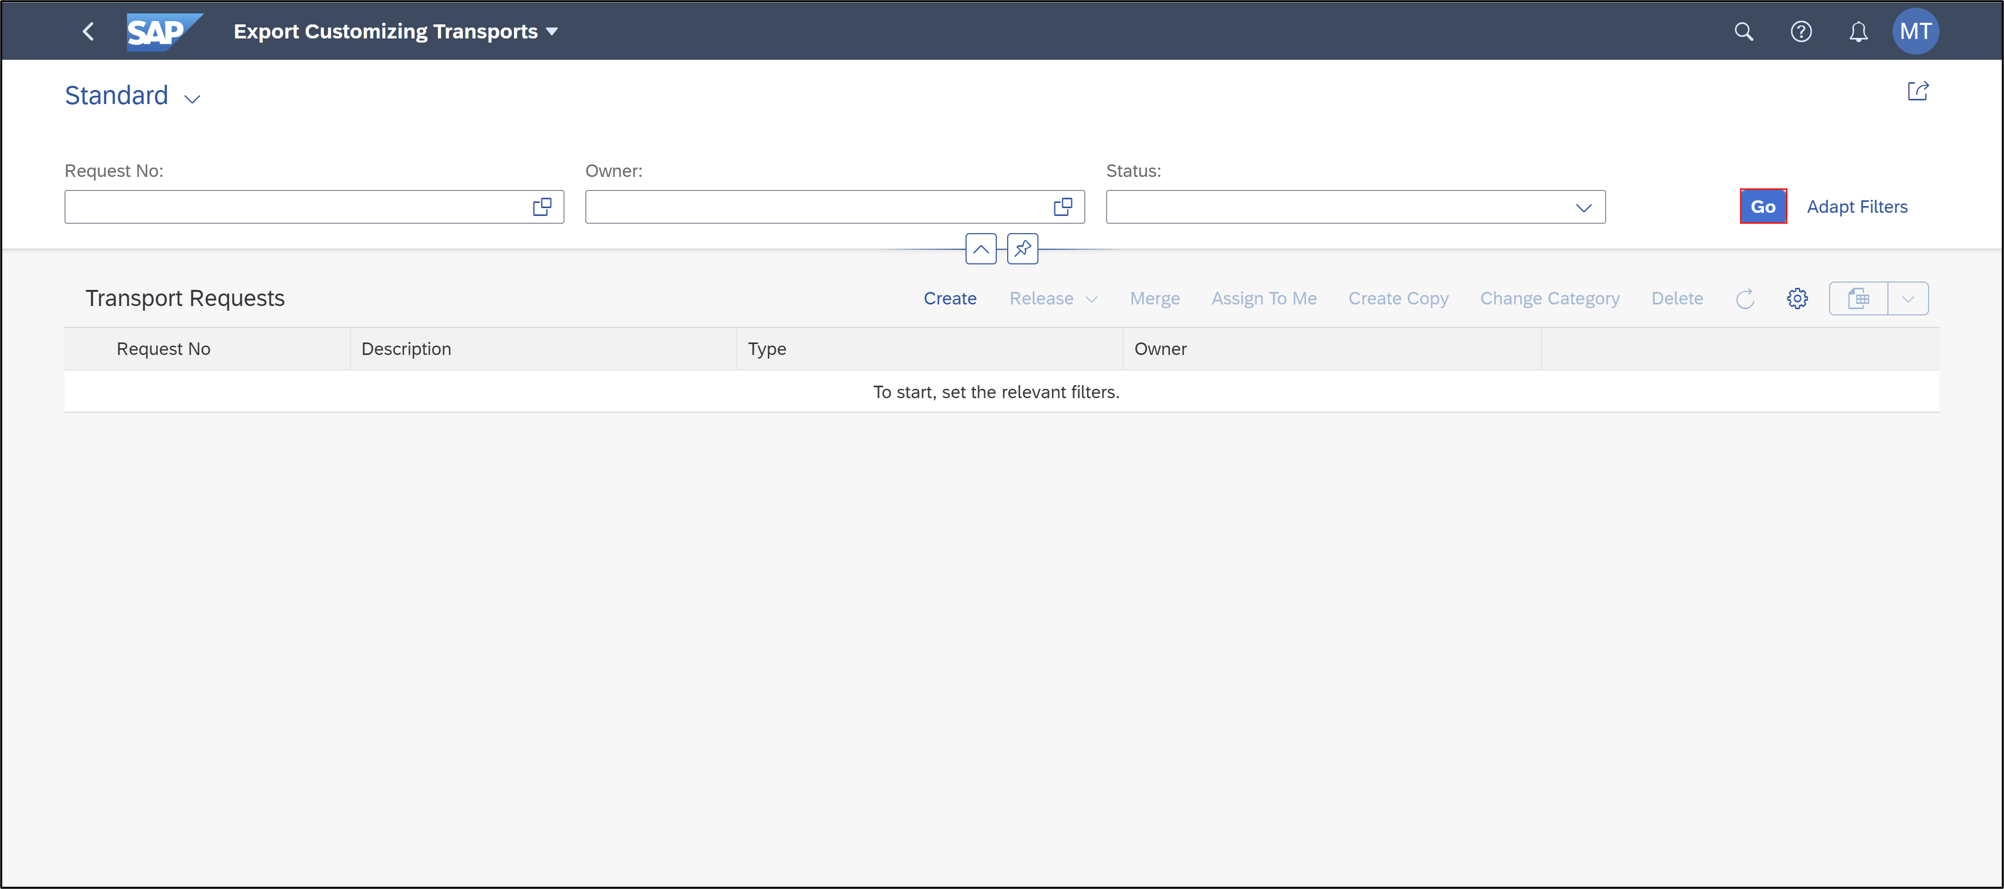 SAP Export Customizing Transports MT
Standard
Request No: Owner: Status:
Go Adapt Filters
Transport Requests Create Release Merge Assign To Me Create Copy Change Category Delete
Request No Description Type Owner
To start, set the relevant filters.